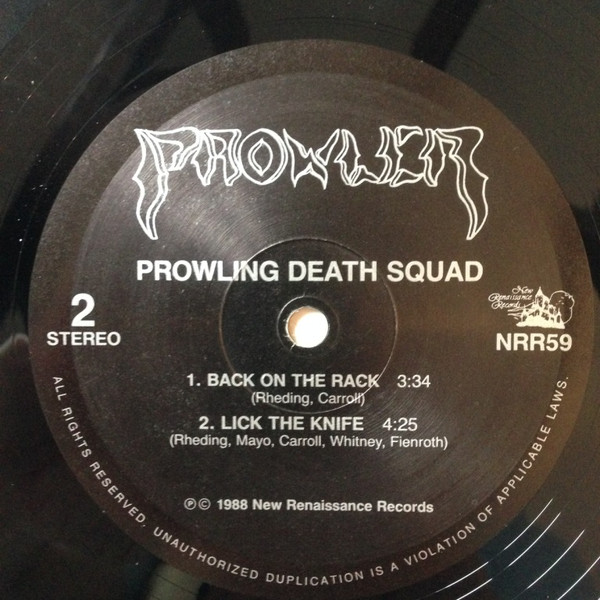 PROWLER
PROWLING DEATH SQUAD
2
STEREO
New
Renaissance
Records
NRR59
1. BACK ON THE RACK 3:34
(Rheding, Carroll)
2. LICK THE KNIFE 4:25
(Rheding, Mayo, Carroll, Whitney, Fienroth)
℗© 1988 New Renaissance Records
ALL RIGHTS RESERVED. UNAUTHORIZED DUPLICATION IS A VIOLATION OF APPLICABLE LAWS.